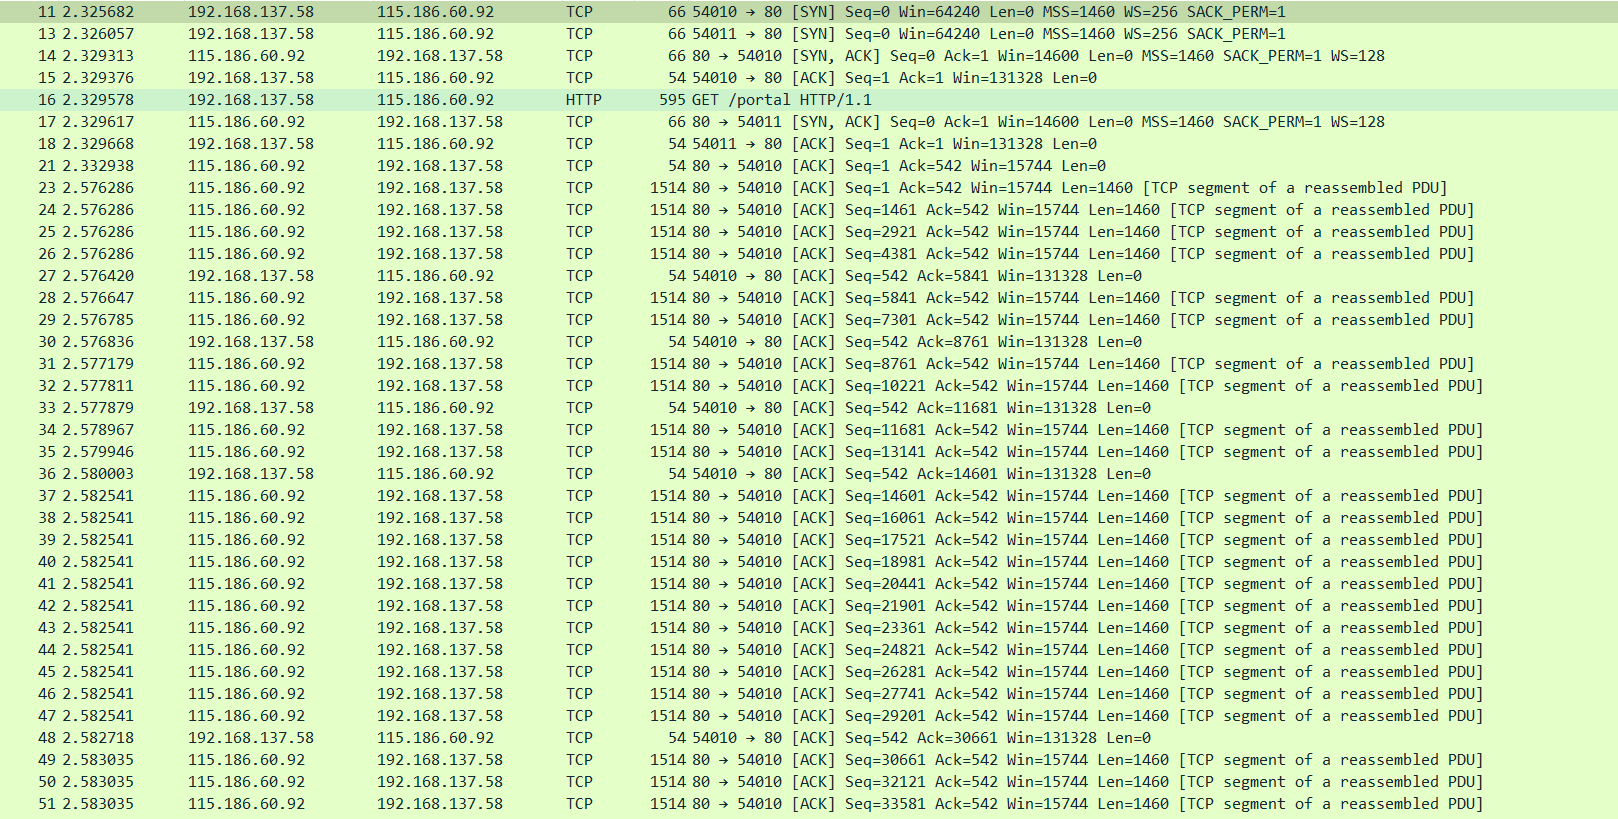 11 2.325682 192.168.137.58 115.186.60.92 TCP 66 54010 → 80 [SYN] Seq=0 Win=64240 Len=0 MSS=1460 WS=256 SACK_PERM=1
13 2.326057 192.168.137.58 115.186.60.92 TCP 66 54011 → 80 [SYN] Seq=0 Win=64240 Len=0 MSS=1460 WS=256 SACK_PERM=1
14 2.329313 115.186.60.92 192.168.137.58 TCP 66 80 → 54010 [SYN, ACK] Seq=0 Ack=1 Win=14600 Len=0 MSS=1460 SACK_PERM=1 WS=128
15 2.329376 192.168.137.58 115.186.60.92 TCP 54 54010 → 80 [ACK] Seq=1 Ack=1 Win=131328 Len=0
16 2.329578 192.168.137.58 115.186.60.92 HTTP 595 GET /portal HTTP/1.1
17 2.329617 115.186.60.92 192.168.137.58 TCP 66 80 → 54011 [SYN, ACK] Seq=0 Ack=1 Win=14600 Len=0 MSS=1460 SACK_PERM=1 WS=128
18 2.329668 192.168.137.58 115.186.60.92 TCP 54 54011 → 80 [ACK] Seq=1 Ack=1 Win=131328 Len=0
21 2.332938 115.186.60.92 192.168.137.58 TCP 54 80 → 54010 [ACK] Seq=1 Ack=542 Win=15744 Len=0
23 2.576286 115.186.60.92 192.168.137.58 TCP 1514 80 → 54010 [ACK] Seq=1 Ack=542 Win=15744 Len=1460 [TCP segment of a reassembled PDU]
24 2.576286 115.186.60.92 192.168.137.58 TCP 1514 80 → 54010 [ACK] Seq=1461 Ack=542 Win=15744 Len=1460 [TCP segment of a reassembled PDU]
25 2.576286 115.186.60.92 192.168.137.58 TCP 1514 80 → 54010 [ACK] Seq=2921 Ack=542 Win=15744 Len=1460 [TCP segment of a reassembled PDU]
26 2.576286 115.186.60.92 192.168.137.58 TCP 1514 80 → 54010 [ACK] Seq=4381 Ack=542 Win=15744 Len=1460 [TCP segment of a reassembled PDU]
27 2.576420 192.168.137.58 115.186.60.92 TCP 54 54010 → 80 [ACK] Seq=542 Ack=5841 Win=131328 Len=0
28 2.576647 115.186.60.92 192.168.137.58 TCP 1514 80 → 54010 [ACK] Seq=5841 Ack=542 Win=15744 Len=1460 [TCP segment of a reassembled PDU]
29 2.576785 115.186.60.92 192.168.137.58 TCP 1514 80 → 54010 [ACK] Seq=7301 Ack=542 Win=15744 Len=1460 [TCP segment of a reassembled PDU]
30 2.576836 192.168.137.58 115.186.60.92 TCP 54 54010 → 80 [ACK] Seq=542 Ack=8761 Win=131328 Len=0
31 2.577179 115.186.60.92 192.168.137.58 TCP 1514 80 → 54010 [ACK] Seq=8761 Ack=542 Win=15744 Len=1460 [TCP segment of a reassembled PDU]
32 2.577811 115.186.60.92 192.168.137.58 TCP 1514 80 → 54010 [ACK] Seq=10221 Ack=542 Win=15744 Len=1460 [TCP segment of a reassembled PDU]
33 2.577879 192.168.137.58 115.186.60.92 TCP 54 54010 → 80 [ACK] Seq=542 Ack=11681 Win=131328 Len=0
34 2.578967 115.186.60.92 192.168.137.58 TCP 1514 80 → 54010 [ACK] Seq=11681 Ack=542 Win=15744 Len=1460 [TCP segment of a reassembled PDU]
35 2.579946 115.186.60.92 192.168.137.58 TCP 1514 80 → 54010 [ACK] Seq=13141 Ack=542 Win=15744 Len=1460 [TCP segment of a reassembled PDU]
36 2.580003 192.168.137.58 115.186.60.92 TCP 54 54010 → 80 [ACK] Seq=542 Ack=14601 Win=131328 Len=0
37 2.582541 115.186.60.92 192.168.137.58 TCP 1514 80 → 54010 [ACK] Seq=14601 Ack=542 Win=15744 Len=1460 [TCP segment of a reassembled PDU]
38 2.582541 115.186.60.92 192.168.137.58 TCP 1514 80 → 54010 [ACK] Seq=16061 Ack=542 Win=15744 Len=1460 [TCP segment of a reassembled PDU]
39 2.582541 115.186.60.92 192.168.137.58 TCP 1514 80 → 54010 [ACK] Seq=17521 Ack=542 Win=15744 Len=1460 [TCP segment of a reassembled PDU]
40 2.582541 115.186.60.92 192.168.137.58 TCP 1514 80 → 54010 [ACK] Seq=18981 Ack=542 Win=15744 Len=1460 [TCP segment of a reassembled PDU]
41 2.582541 115.186.60.92 192.168.137.58 TCP 1514 80 → 54010 [ACK] Seq=20441 Ack=542 Win=15744 Len=1460 [TCP segment of a reassembled PDU]
42 2.582541 115.186.60.92 192.168.137.58 TCP 1514 80 → 54010 [ACK] Seq=21901 Ack=542 Win=15744 Len=1460 [TCP segment of a reassembled PDU]
43 2.582541 115.186.60.92 192.168.137.58 TCP 1514 80 → 54010 [ACK] Seq=23361 Ack=542 Win=15744 Len=1460 [TCP segment of a reassembled PDU]
44 2.582541 115.186.60.92 192.168.137.58 TCP 1514 80 → 54010 [ACK] Seq=24821 Ack=542 Win=15744 Len=1460 [TCP segment of a reassembled PDU]
45 2.582541 115.186.60.92 192.168.137.58 TCP 1514 80 → 54010 [ACK] Seq=26281 Ack=542 Win=15744 Len=1460 [TCP segment of a reassembled PDU]
46 2.582541 115.186.60.92 192.168.137.58 TCP 1514 80 → 54010 [ACK] Seq=27741 Ack=542 Win=15744 Len=1460 [TCP segment of a reassembled PDU]
47 2.582541 115.186.60.92 192.168.137.58 TCP 1514 80 → 54010 [ACK] Seq=29201 Ack=542 Win=15744 Len=1460 [TCP segment of a reassembled PDU]
48 2.582718 192.168.137.58 115.186.60.92 TCP 54 54010 → 80 [ACK] Seq=542 Ack=30661 Win=131328 Len=0
49 2.583035 115.186.60.92 192.168.137.58 TCP 1514 80 → 54010 [ACK] Seq=30661 Ack=542 Win=15744 Len=1460 [TCP segment of a reassembled PDU]
50 2.583035 115.186.60.92 192.168.137.58 TCP 1514 80 → 54010 [ACK] Seq=32121 Ack=542 Win=15744 Len=1460 [TCP segment of a reassembled PDU]
51 2.583035 115.186.60.92 192.168.137.58 TCP 1514 80 → 54010 [ACK] Seq=33581 Ack=542 Win=15744 Len=1460 [TCP segment of a reassembled PDU]